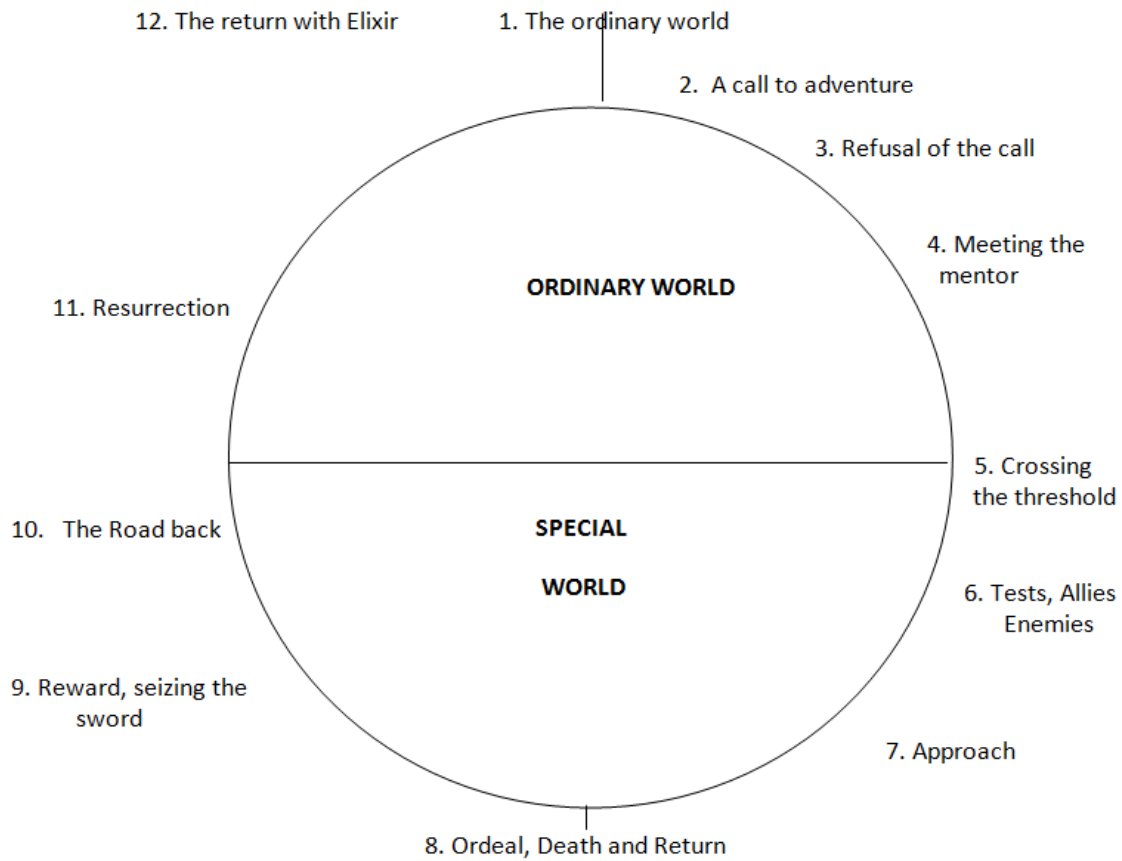 12. The return with Elixir
1. The ordinary world
2. A call to adventure
3. Refusal of the call
4. Meeting the
mentor
ORDINARY WORLD
11. Resurrection
5. Crossing
the threshold
10. The Road back
SPECIAL
WORLD
6. Tests, Allies
Enemies
9. Reward, seizing the
sword
7. Approach
8. Ordeal, Death and Return